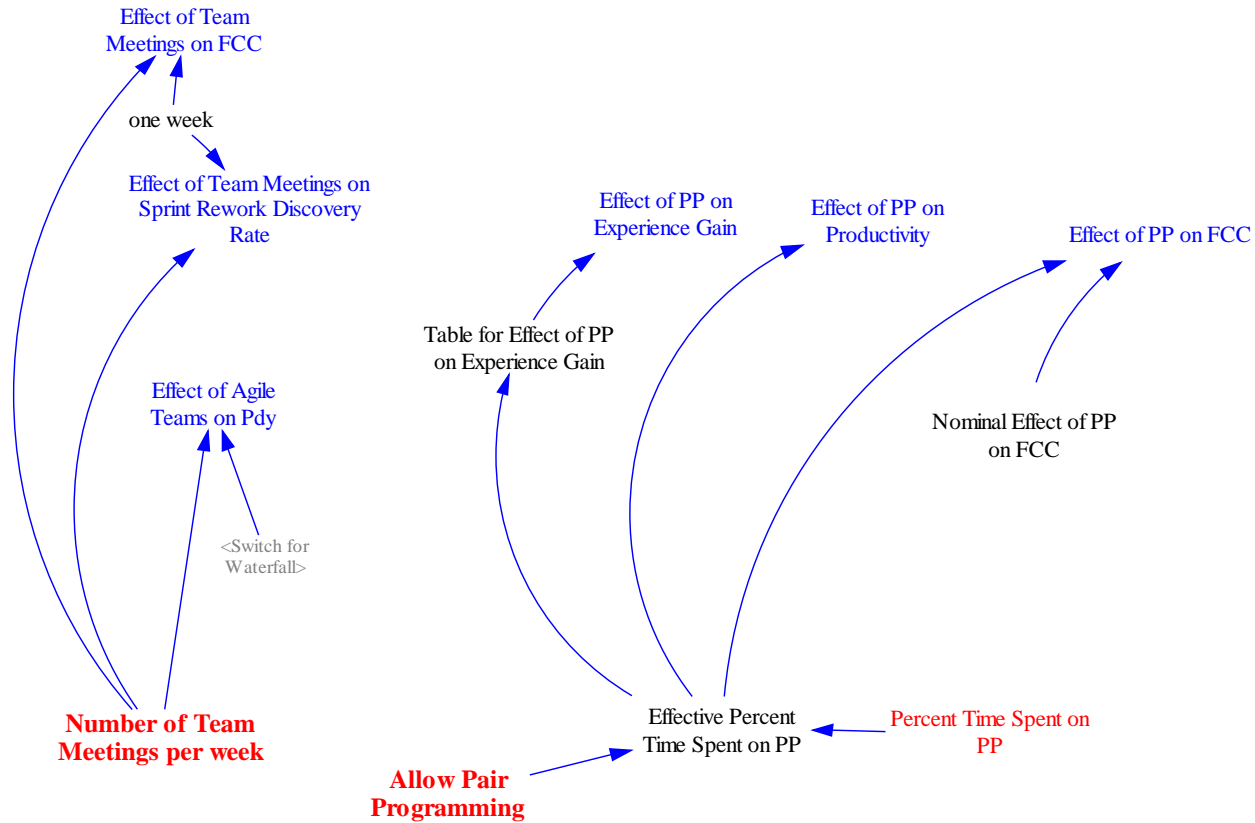 Effect of Team
Meetings on FCC
one week
Effect of Team Meetings on
Sprint Rework Discovery
Rate
Effect of PP on
Experience Gain
Effect of PP on
Productivity
Effect of PP on FCC
Table for Effect of PP
on Experience Gain
Effect of Agile
Teams on Pdy
Nominal Effect of PP
on FCC
<Switch for
Waterfall>
Number of Team
Meetings per week
Effective Percent
Time Spent on PP
Percent Time Spent on
PP
Allow Pair
Programming